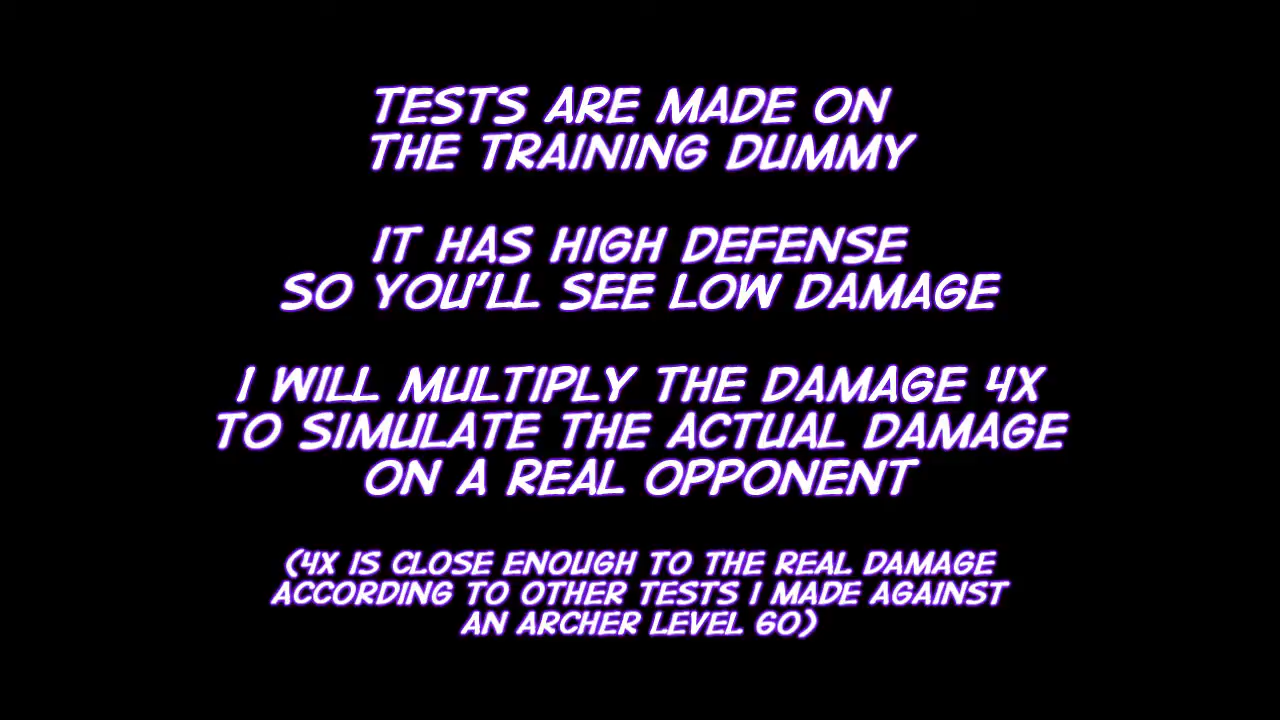 TESTS ARE MADE ON
THE TRAINING DUMMY
IT HAS HIGH DEFENSE
SO YOU'LL SEE LOW DAMAGE
I WILL MULTIPLY THE DAMAGE 4X
TO SIMULATE THE ACTUAL DAMAGE
ON A REAL OPPONENT
(4X IS CLOSE ENOUGH TO THE REAL DAMAGE
ACCORDING TO OTHER TESTS I MADE AGAINST
AN ARCHER LEVEL 60)